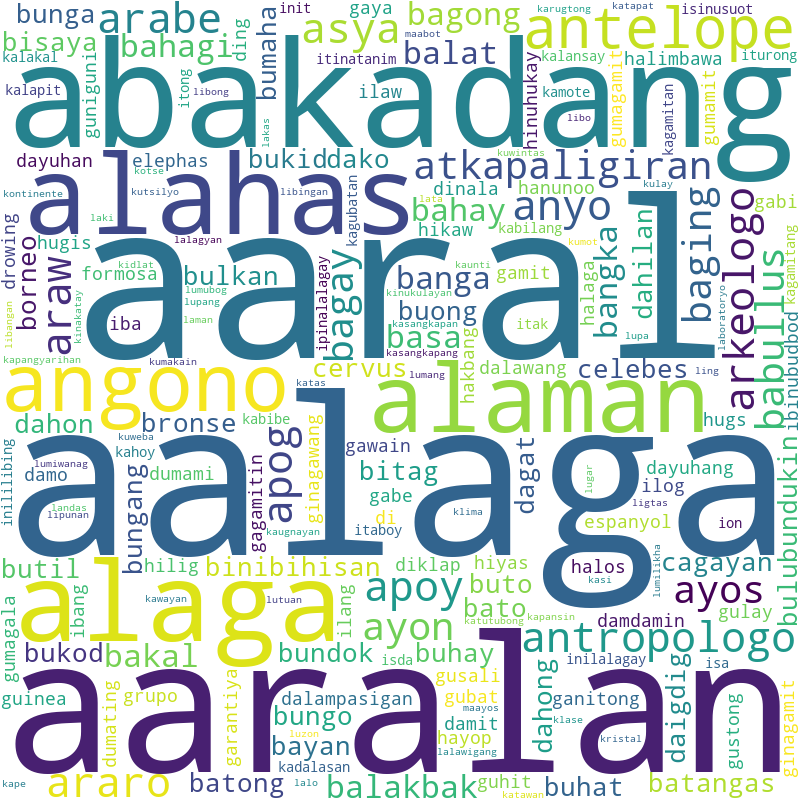 bunga arabe init gaya bagong karugtong katapat isinusuot
bisaya bahagi ding asya maabot antelope
kalakal itinatanim balat kalansay halimbawa iturong
abakadang
kalapit guniguni itong libong bumaha ilaw lakas hinuhukay libo kamote gumagamit kagamitan gumamit
dayuhan elephas bukiddako atkapaligiran kuwintas
kotse kontinente kutsilyo alahas libingan kagubatan dinala hanunoo lata kulay gabi
drowing laki lalagyan bahay kabilang anyo baging
hugis hikaw dahilan
borneo araw formosa kidlat bulkan aaral banga kaunti gamit kumot bangka arkeologo babullus kagamitang
lumubog lupang bagay ipinalalagay kinukulayan halaga
libangan kinakatay iba laman buong kasangkapan itak lupa laboratoryo ibinubudbod
kapangyarihan kumakain basa kasangkapang lumang hakbang dalawang ling
angono cervus katas celebes
alaman
dahon bronse kabibe hugs
inililibing lumiwanag kuweba kahoy apog ginagawang gawain dagat dayuhang bulubundukin
damo bungang dumami gagamitin bitag ilog lugar ligtas
landas lipunan aalaga gabe espanyol
kaugnayan itaboy di klima ion
butil hilig binibihisan diklap hiyas halos kasi lumilikha cagayan
gumagala ibang alaga kawayan lutuan ilang apoy buto katutubong bato kapansin ayos gulay
ayon damdamin
bukod bakal bundok isda buhay antropologo
guinea dumating grupo garantiya dalampasigan gusali gubat maayos inilalagay isa
bungo luzon damit dahong ganitong klase daigdig gustong ginagamit
aaralan
bayan hayop kristal
kadalasan lalawigang
kape araro batong lalo balakbak guhit katawan buhat batangas